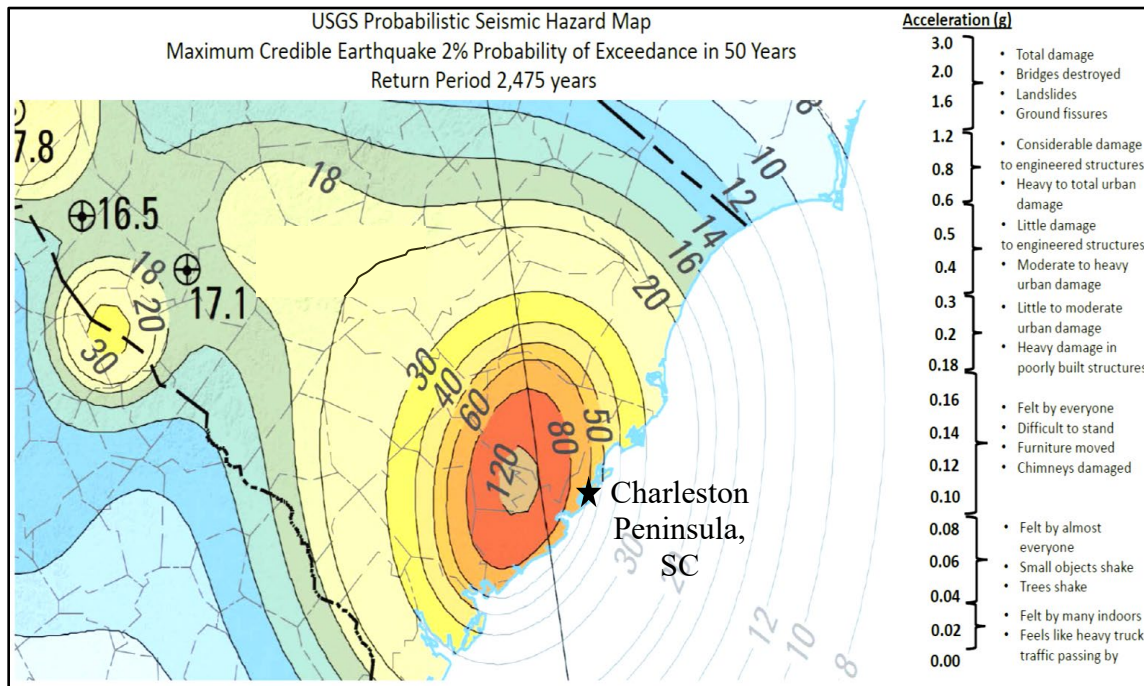 USGS Probabilistic Seismic Hazard Map
Maximum Credible Earthquake 2% Probability of Exceedance in 50 Years
Return Period 2,475 years
7.8
16.5
17.1
18
18
20
30
18
20
16
14
12
10
8
30
40
60
120
80
50
Charleston
Peninsula,
SC
30
12
10
8
Acceleration (g)
3.0
2.0
1.6
1.2
0.8
0.6
0.5
0.4
0.3
0.2
0.18
0.16
0.14
0.12
0.10
0.08
0.06
0.04
0.02
0.00
• Total damage
• Bridges destroyed
• Landslides
• Ground fissures
• Considerable damage
to engineered structures
• Heavy to total urban
damage
• Little damage
to engineered structures
• Moderate to heavy
urban damage
• Little to moderate
urban damage
• Heavy damage in
poorly built structures
• Felt by everyone
• Difficult to stand
• Furniture moved
• Chimneys damaged
• Felt by almost
everyone
• Small objects shake
• Trees shake
• Felt by many indoors
• Feels like heavy truck
traffic passing by